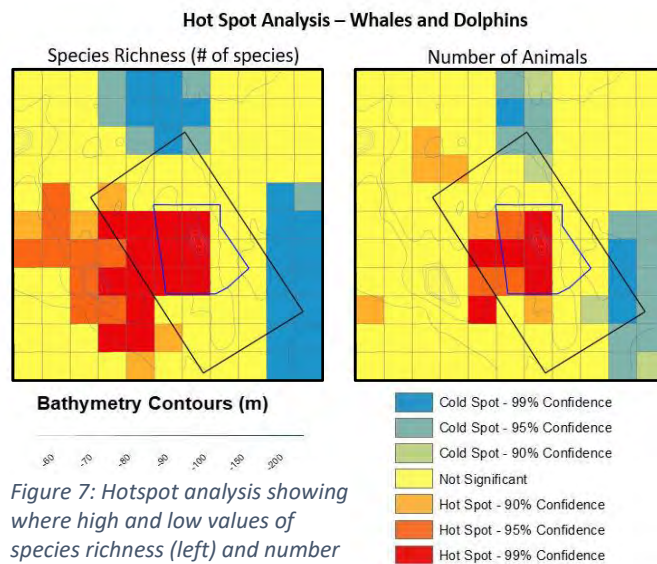 Hot Spot Analysis – Whales and Dolphins
Species Richness (# of species)
Number of Animals
Bathymetry Contours (m)
-60 -70 -80 -90 -100 -150 -200
Figure 7: Hotspot analysis showing
where high and low values of
species richness (left) and number
Cold Spot - 99% Confidence
Cold Spot - 95% Confidence
Cold Spot - 90% Confidence
Not Significant
Hot Spot - 90% Confidence
Hot Spot - 95% Confidence
Hot Spot - 99% Confidence